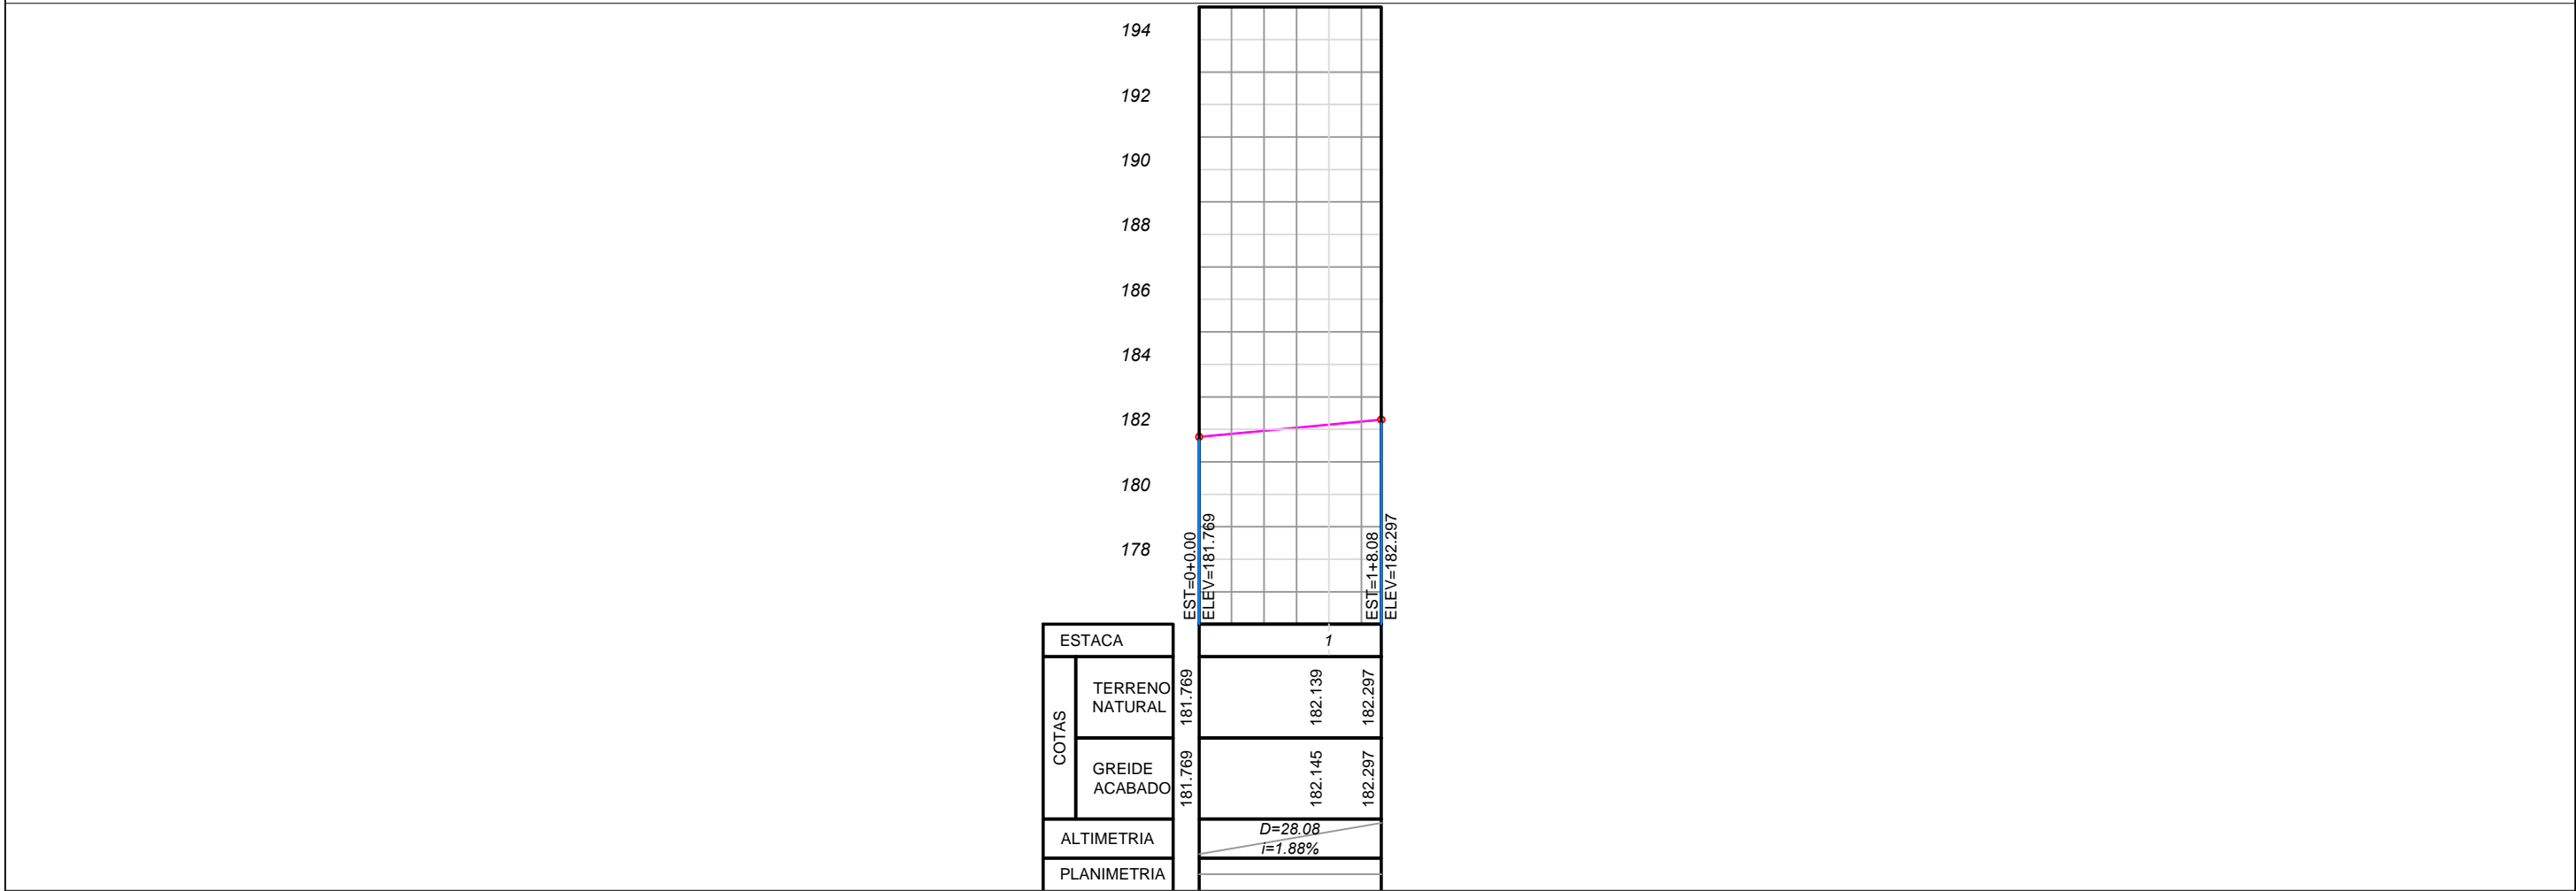 194
192
190
188
186
184
182
180
178
EST=0+0.00
ELEV=181.769
EST=1+8.08
ELEV=182.297
ESTACA
1
COTAS
TERRENO
NATURAL
181.769
182.139
182.297
GREIDE
ACABADO
181.769
182.145
182.297
ALTIMETRIA
D=28.08
i=1.88%
PLANIMETRIA